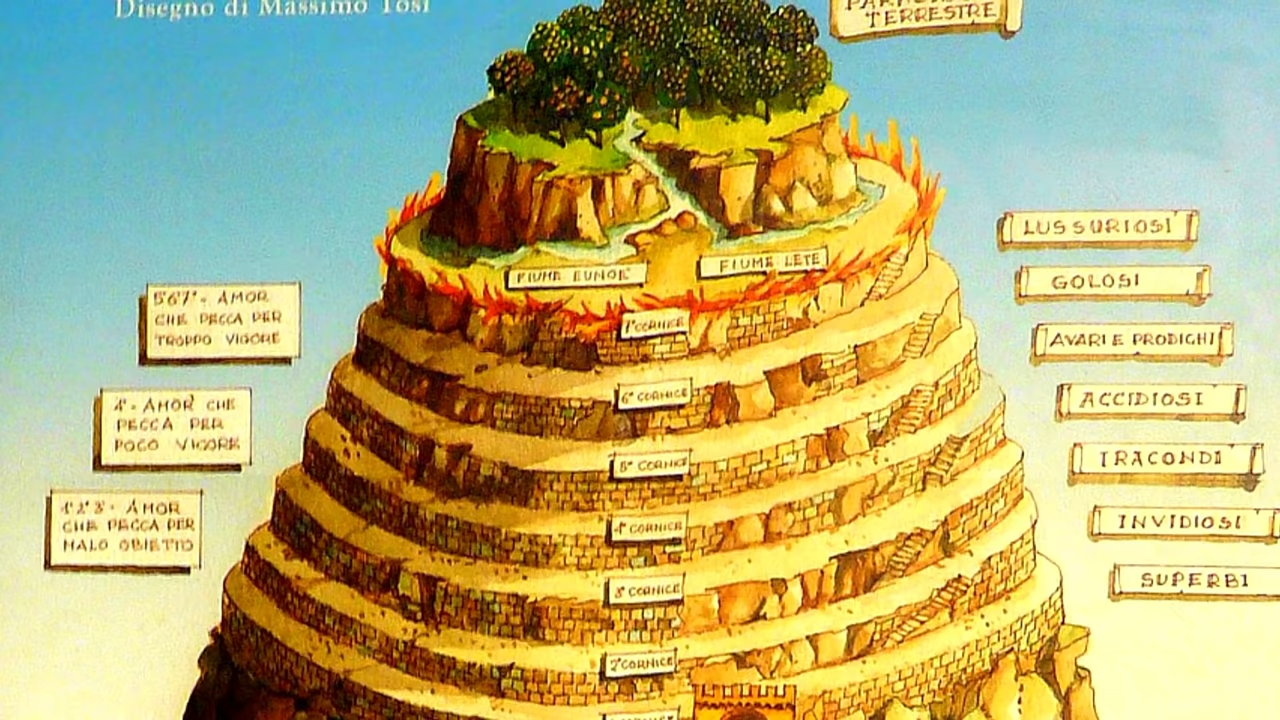 Disegno di Massimo Tosi
TERRESTRE
LUSSURIOSI
GOLOSI
AVARI E PRODIGHI
ACCIDIOSI
IRACONDI
INVIDIOSI
SUPERBI
5°6°7° - AMOR
CHE PECCA PER
TROPPO VIGORE
4° - AMOR CHE
PECCA PER
POCO VIGORE
1°2°3° - AMOR
CHE PECCA PER
MALO OBIETTO
FIUME EUNOE'
FIUME LETE
7° CORNICE
6° CORNICE
5° CORNICE
4° CORNICE
3° CORNICE
2° CORNICE